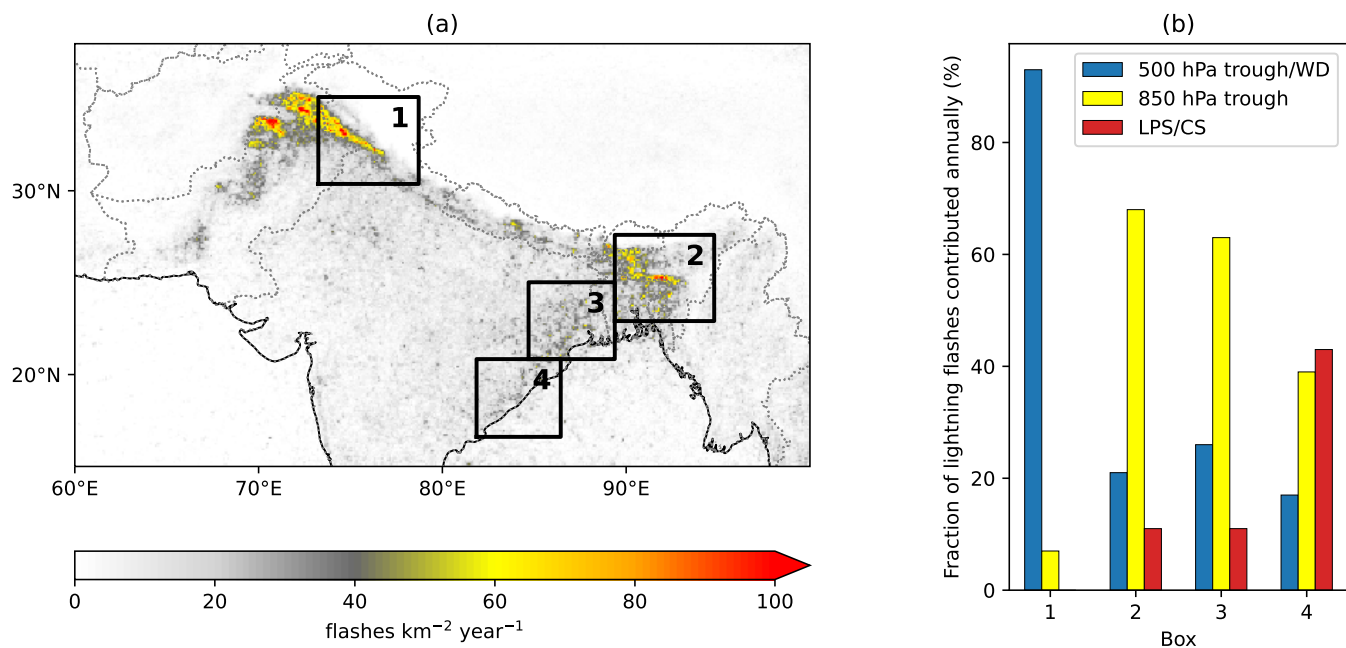 (a)
1
2
3
4
30°N
20°N
60°E 70°E 80°E 90°E
0 20 40 60 80 100
flashes km⁻² year⁻¹
(b)
500 hPa trough/WD
850 hPa trough
LPS/CS
Fraction of lightning flashes contributed annually (%)
80
60
40
20
0
1 2 3 4
Box